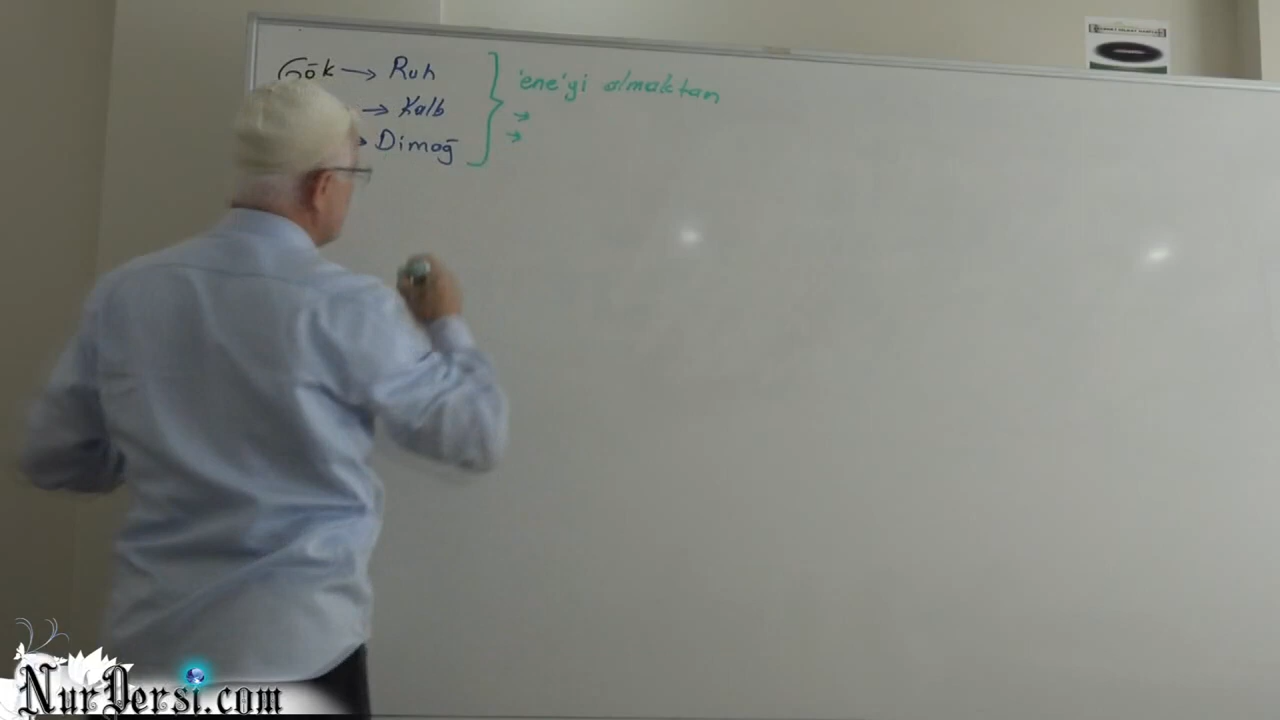 Gök → Ruh
→ Kalb
→ Dimağ
'ene'yi almaktan
→
→
NurDersi.com